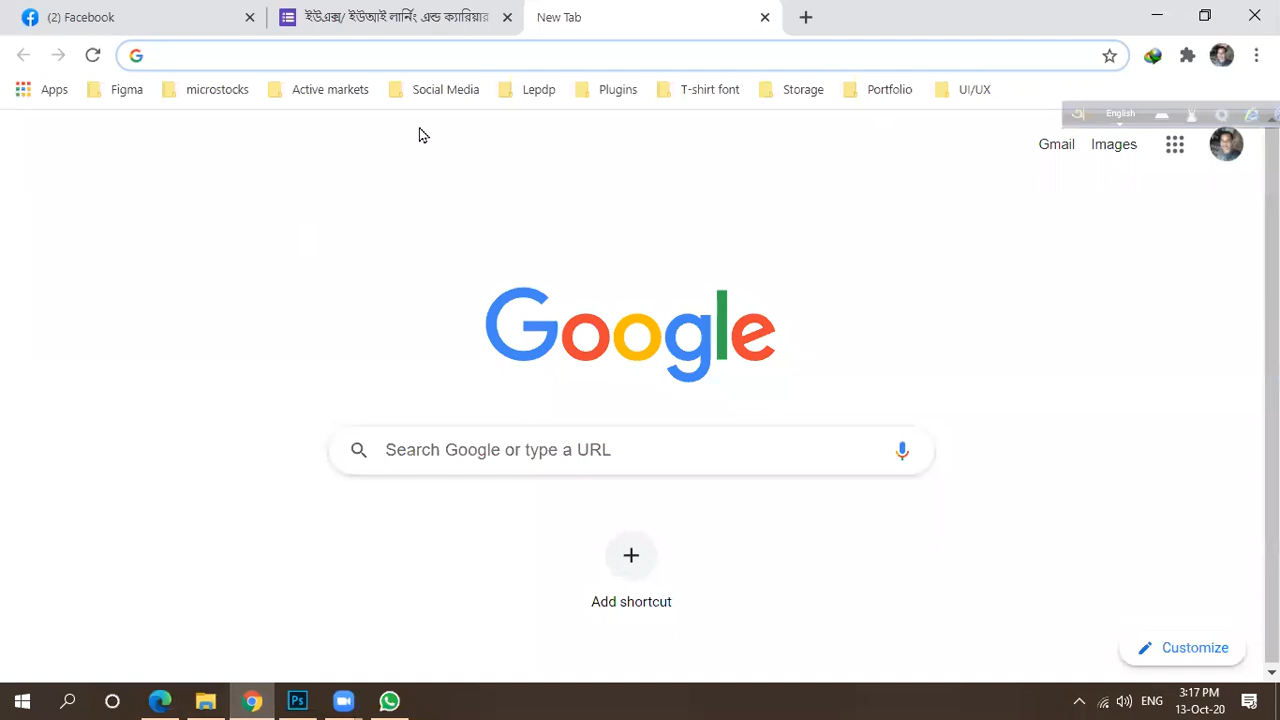 (2) Facebook
ইউএক্স/ ইউআই লার্নিং এন্ড ক্যারিয়ার
New Tab
Apps
Figma
microstocks
Active markets
Social Media
Lepdp
Plugins
T-shirt font
Storage
Portfolio
UI/UX
English
Gmail
Images
Google
Search Google or type a URL
Add shortcut
Customize
Ps
ENG
3:17 PM
13-Oct-20